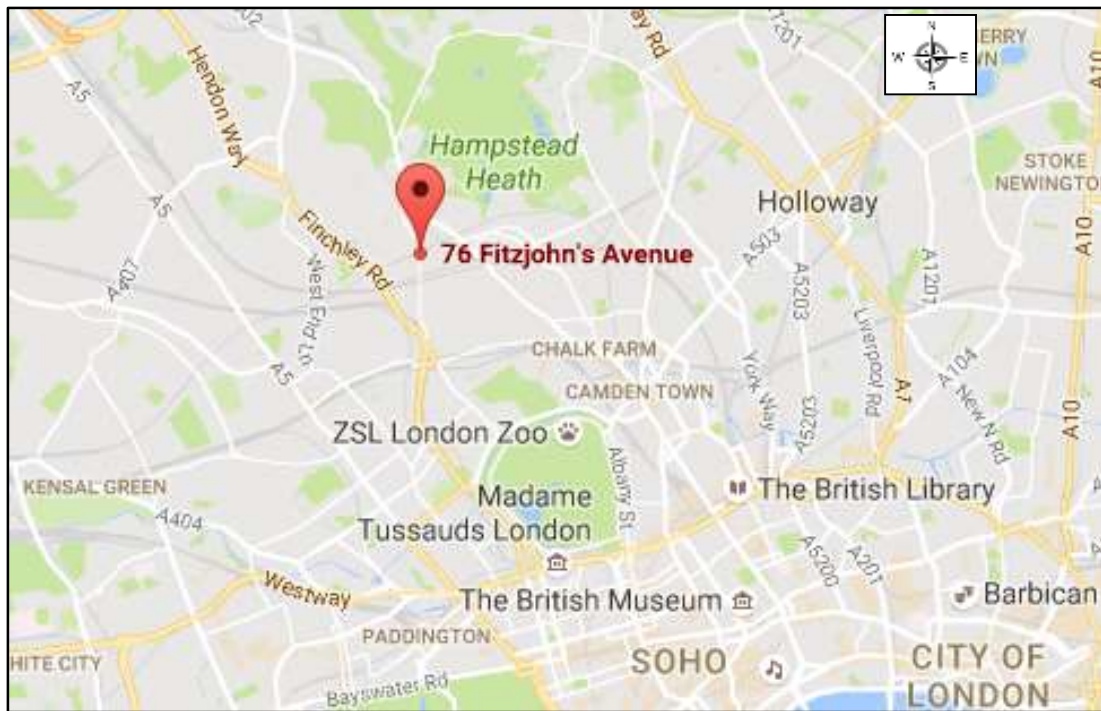 A1201
N
W E
S
A10
Hendon Way
A5
Hampstead
Heath
STOKE
NEWINGTO
Holloway
A5
Finchley Rd
76 Fitzjohn's Avenue
A503
A5203
A1201
A10
A407
West End Ln
Liverpool Rd
CHALK FARM
A104
A5
York Way
A1
CAMDEN TOWN
New N Rd
A10
A5203
ZSL London Zoo
Albany St
KENSAL GREEN
Madame
Tussauds London
The British Library
A404
A5200
A201
Westway
The British Museum
Barbican
PADDINGTON
HITE CITY
SOHO
CITY OF
LONDON
Bayswater Rd